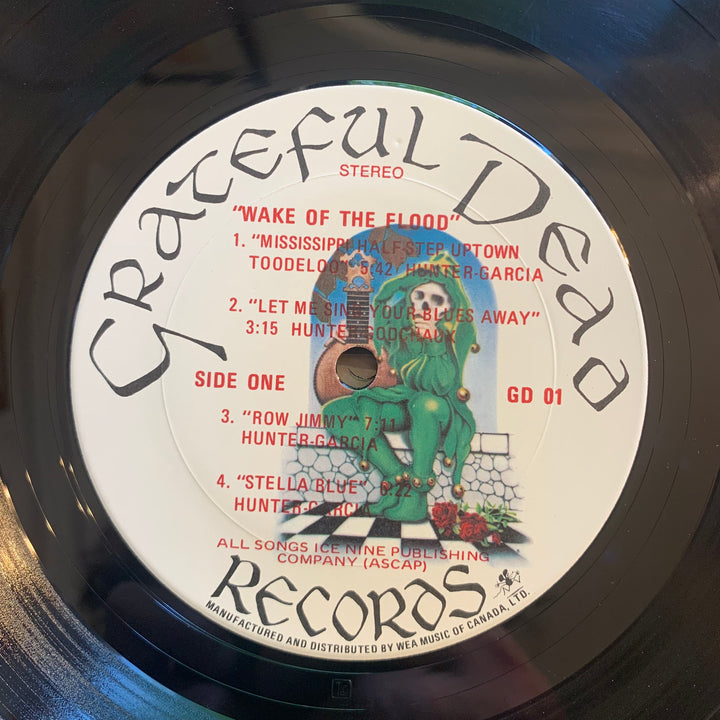 GRATEFUL DEAD
STEREO
"WAKE OF THE FLOOD"
1. "MISSISSIPPI HALF STEP UPTOWN
TOODELOO" 5:42 HUNTER-GARCIA
2. "LET ME SING YOUR BLUES AWAY"
3:15 HUNTER-GODCHAUX
SIDE ONE
GD 01
3. "ROW JIMMY" 7:11
HUNTER-GARCIA
4. "STELLA BLUE" 6:22
HUNTER-GARCIA
ALL SONGS ICE NINE PUBLISHING
COMPANY (ASCAP)
RECORDS
MANUFACTURED AND DISTRIBUTED BY WEA MUSIC OF CANADA, LTD.